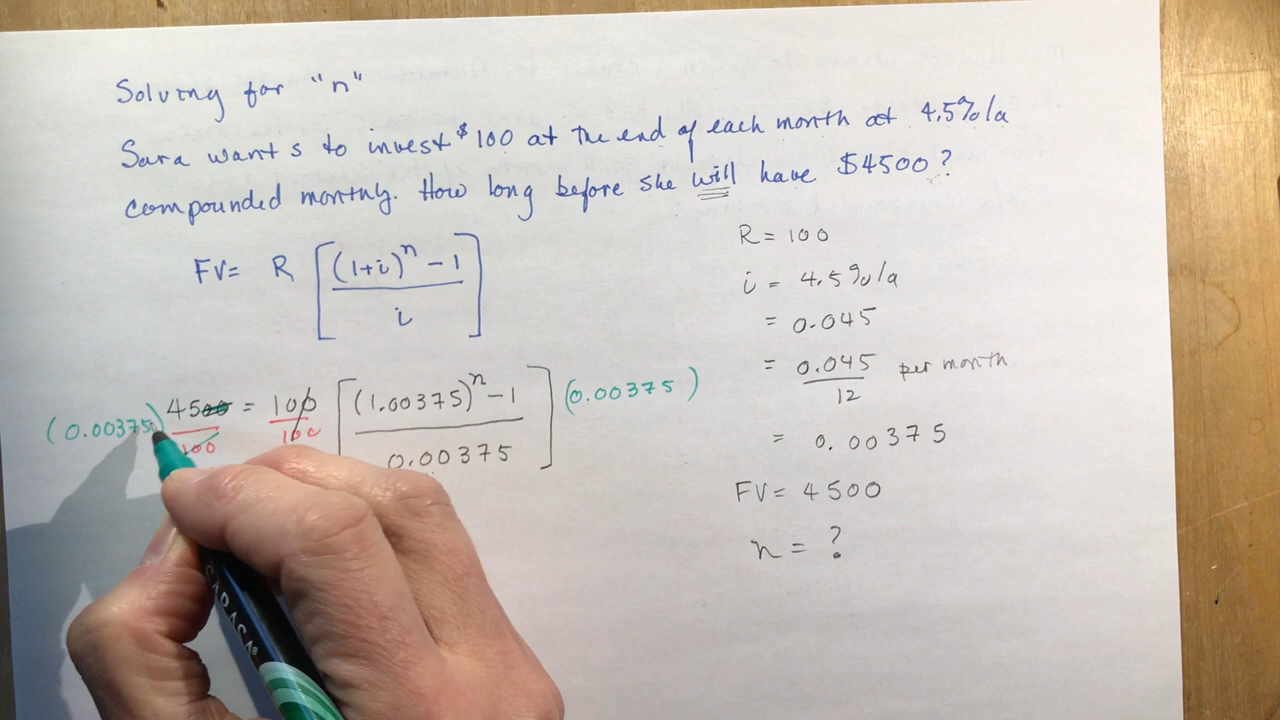 Solving for "n"
Sara wants to invest $100 at the end of each month at 4.5%/a
compounded monthly. How long before she will have $4500?
FV= R [ (1+i)^n - 1 / i ]
(0.00375) 4500/100 = 100/100 [ (1.00375)^n - 1 / 0.00375 ] (0.00375)
R = 100
i = 4.5%/a
= 0.045
= 0.045/12 per month
= 0.00375
FV = 4500
n = ?